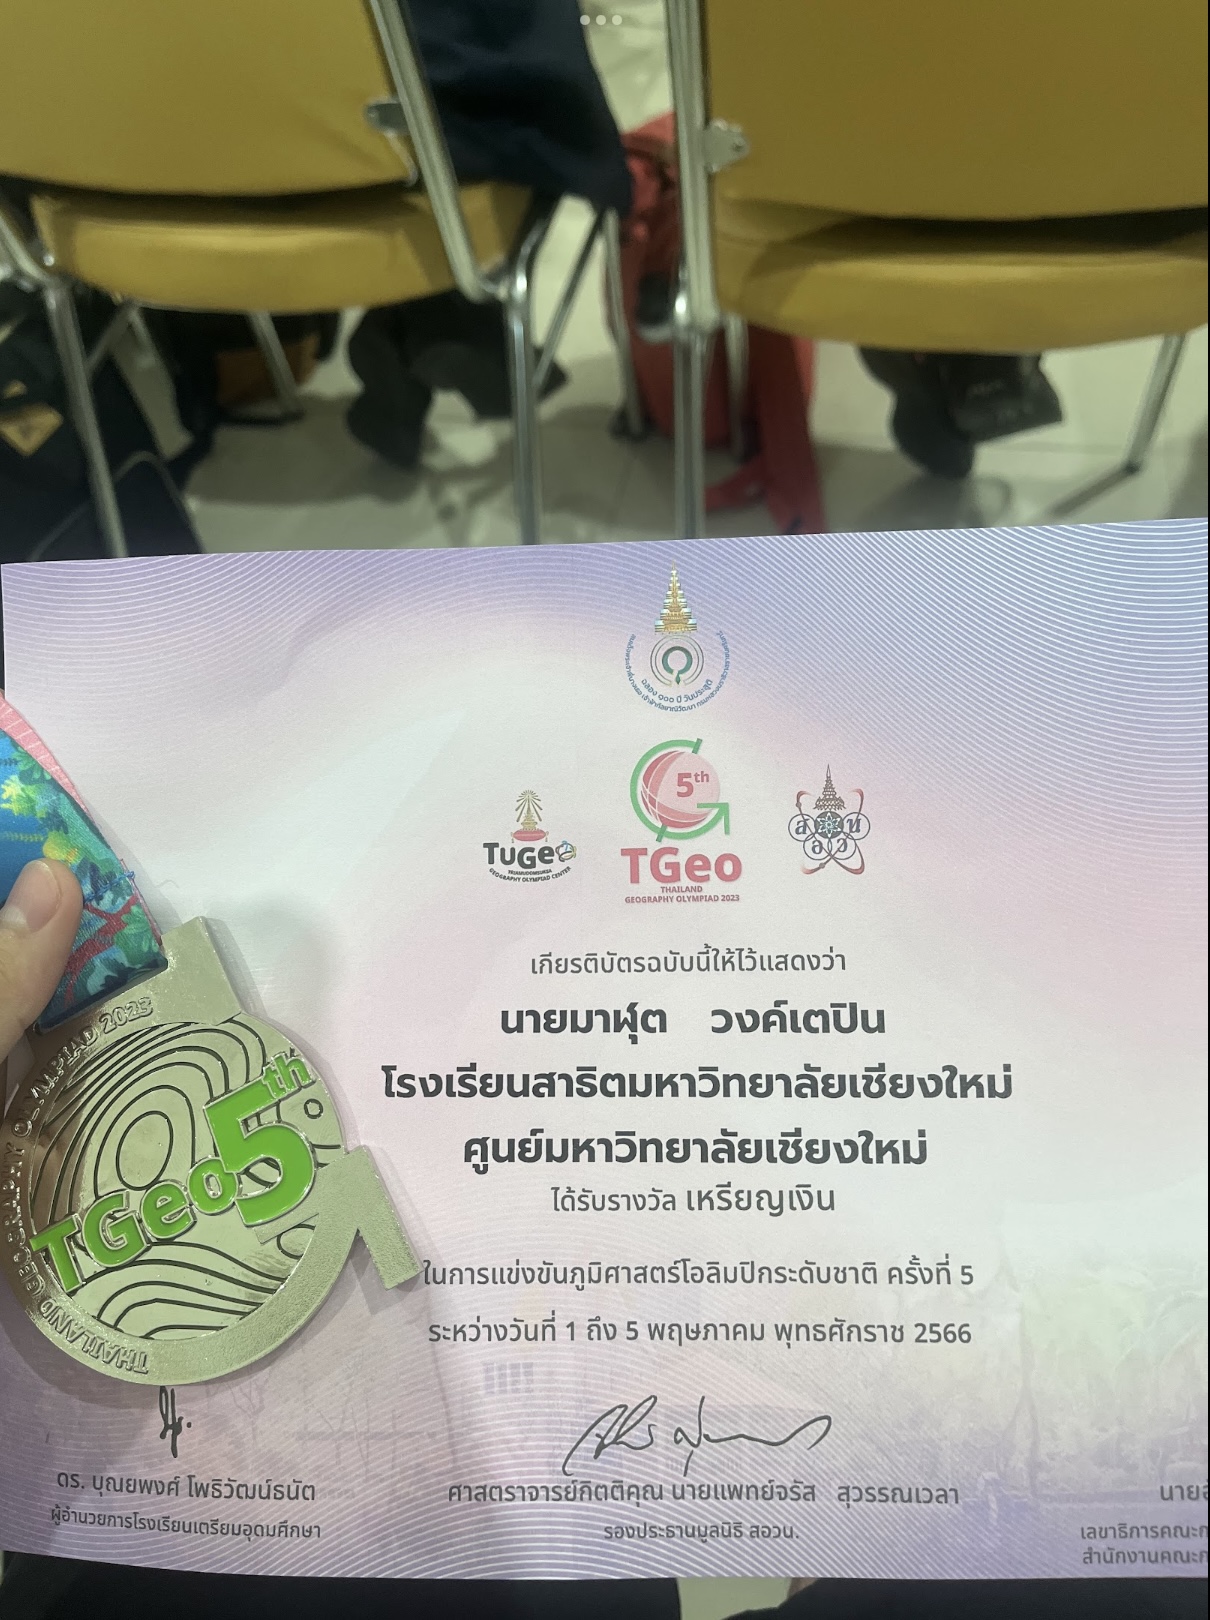 ฉลอง ๑๐๐ ปี วันประสูติ
5th
TGeo
THAILAND
GEOGRAPHY OLYMPIAD 2023
TUGeo
TRIAMUDOMSUKSA
GEOGRAPHY OLYMPIAD CENTER
สอวน
เกียรติบัตรฉบับนี้ให้ไว้แสดงว่า
นายมาฬุต วงค์เตปิน
โรงเรียนสาธิตมหาวิทยาลัยเชียงใหม่
ศูนย์มหาวิทยาลัยเชียงใหม่
ได้รับรางวัล เหรียญเงิน
ในการแข่งขันภูมิศาสตร์โอลิมปิกระดับชาติ ครั้งที่ 5
ระหว่างวันที่ 1 ถึง 5 พฤษภาคม พุทธศักราช 2566
THAILAND GEOGRAPHY OLYMPIAD 2023
TGeo 5th
ดร. บุณยพงศ์ โพธิวัฒน์ธนัต
ผู้อำนวยการโรงเรียนเตรียมอุดมศึกษา
ศาสตราจารย์กิตติคุณ นายแพทย์จรัส สุวรรณเวลา
รองประธานมูลนิธิ สอวน.
นาย
เลขาธิการคณะก
สำนักงานคณะก